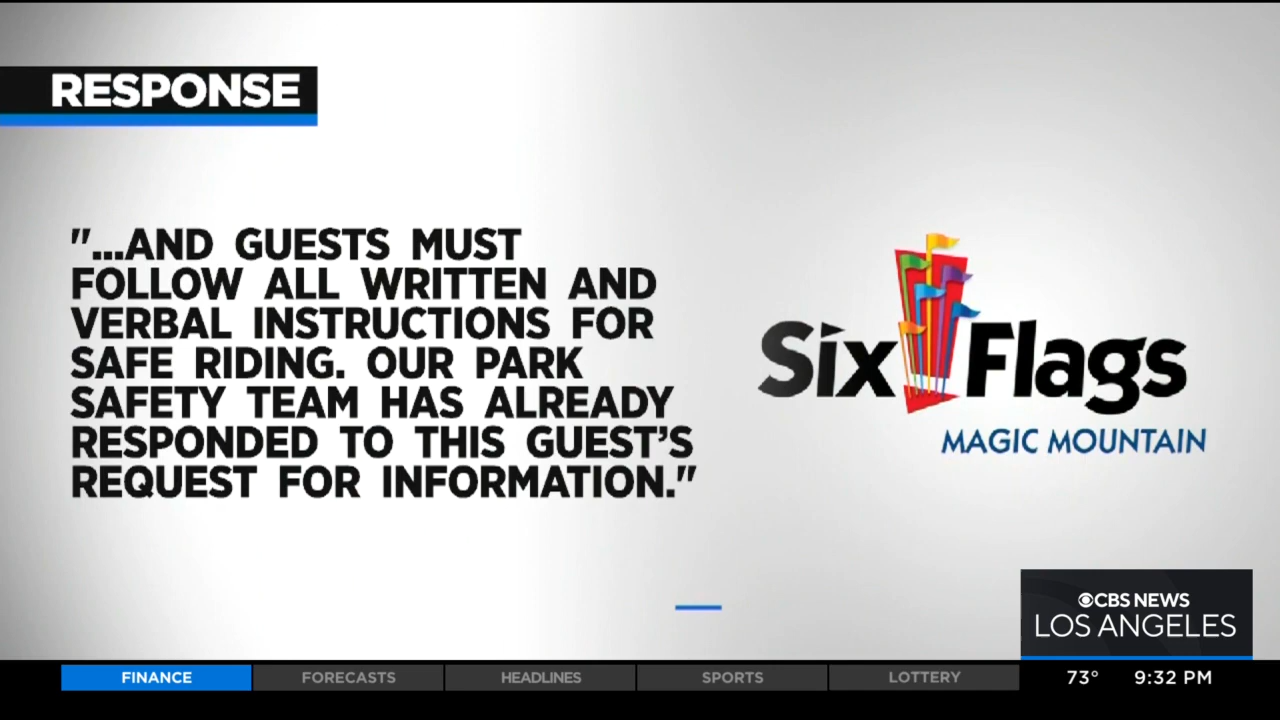 RESPONSE
"...AND GUESTS MUST
FOLLOW ALL WRITTEN AND
VERBAL INSTRUCTIONS FOR
SAFE RIDING. OUR PARK
SAFETY TEAM HAS ALREADY
RESPONDED TO THIS GUEST’S
REQUEST FOR INFORMATION."
Six Flags
MAGIC MOUNTAIN
CBS NEWS
LOS ANGELES
FINANCE FORECASTS HEADLINES SPORTS LOTTERY 73° 9:32 PM